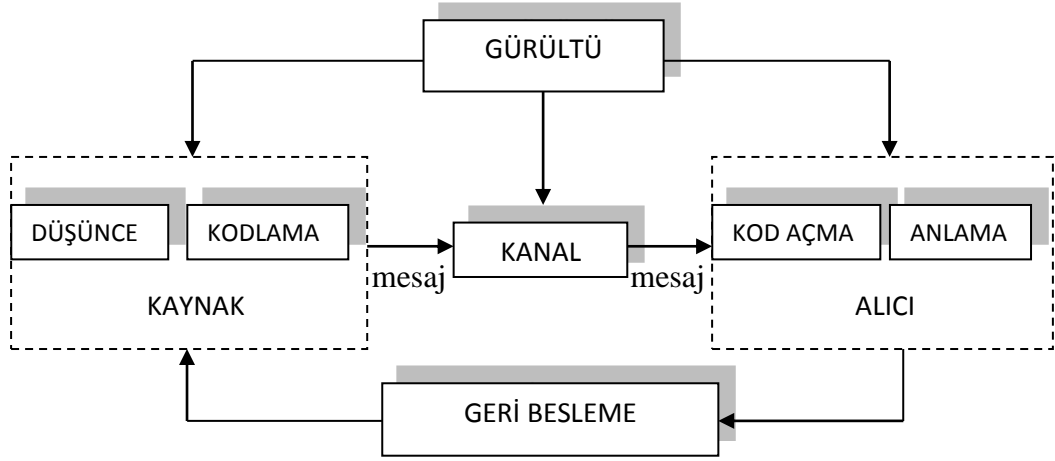 GÜRÜLTÜ
DÜŞÜNCE
KODLAMA
KAYNAK
mesaj
KANAL
mesaj
KOD AÇMA
ANLAMA
ALICI
GERİ BESLEME